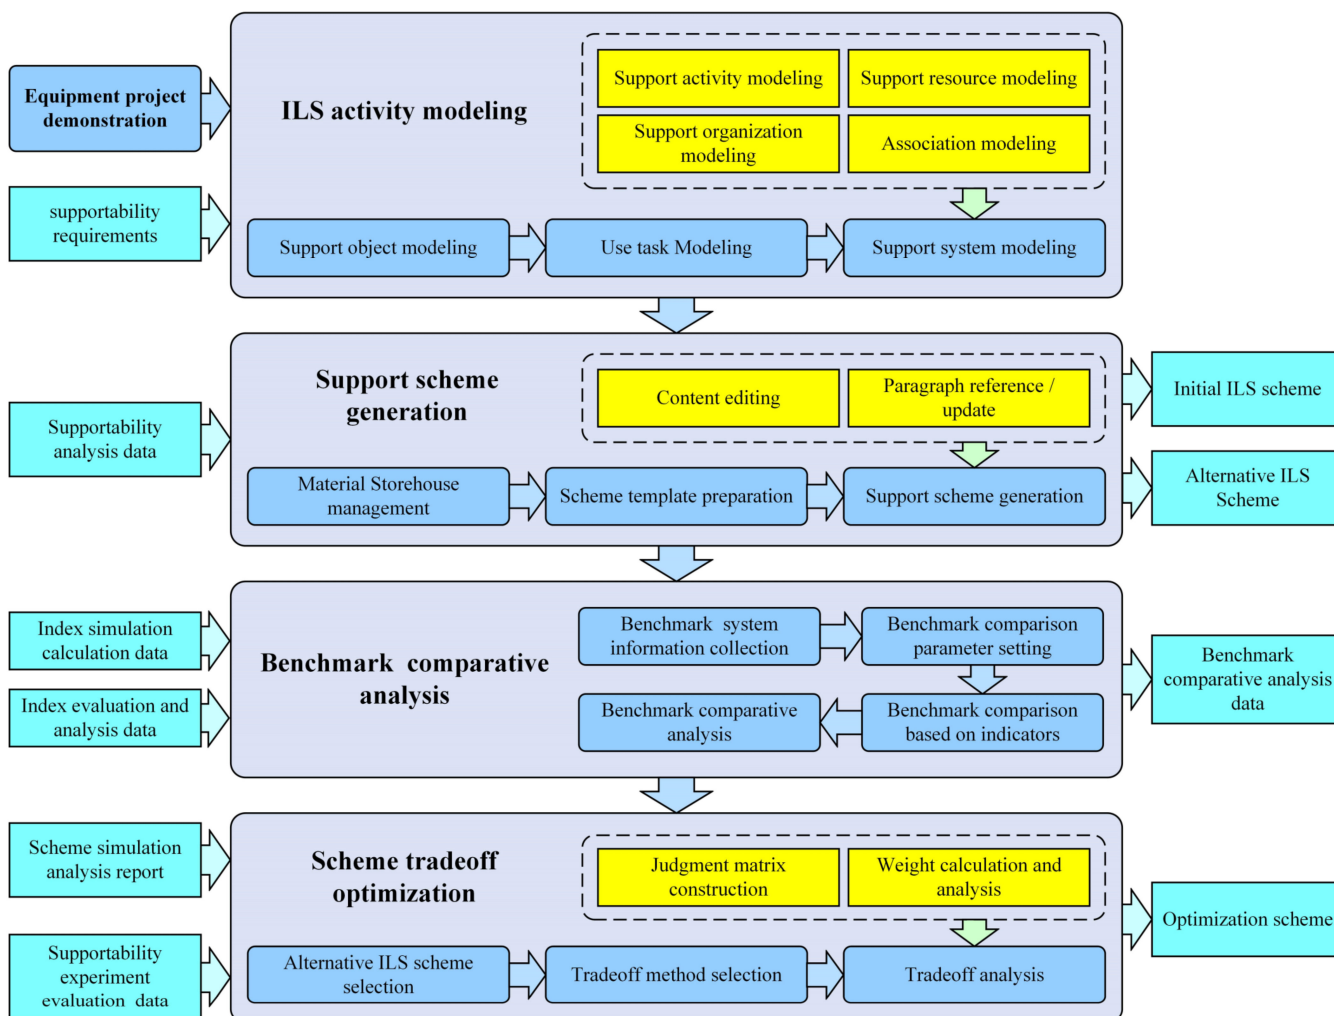 Equipment project
demonstration
supportability
requirements
ILS activity modeling
Support activity modeling
Support resource modeling
Support organization
modeling
Association modeling
Support object modeling
Use task Modeling
Support system modeling
Supportability
analysis data
Support scheme
generation
Content editing
Paragraph reference /
update
Material Storehouse
management
Scheme template preparation
Support scheme generation
Initial ILS scheme
Alternative ILS
Scheme
Index simulation
calculation data
Index evaluation and
analysis data
Benchmark comparative
analysis
Benchmark system
information collection
Benchmark comparison
parameter setting
Benchmark comparative
analysis
Benchmark comparison
based on indicators
Benchmark
comparative analysis
data
Scheme simulation
analysis report
Supportability
experiment
evaluation data
Scheme tradeoff
optimization
Judgment matrix
construction
Weight calculation and
analysis
Alternative ILS scheme
selection
Tradeoff method selection
Tradeoff analysis
Optimization scheme